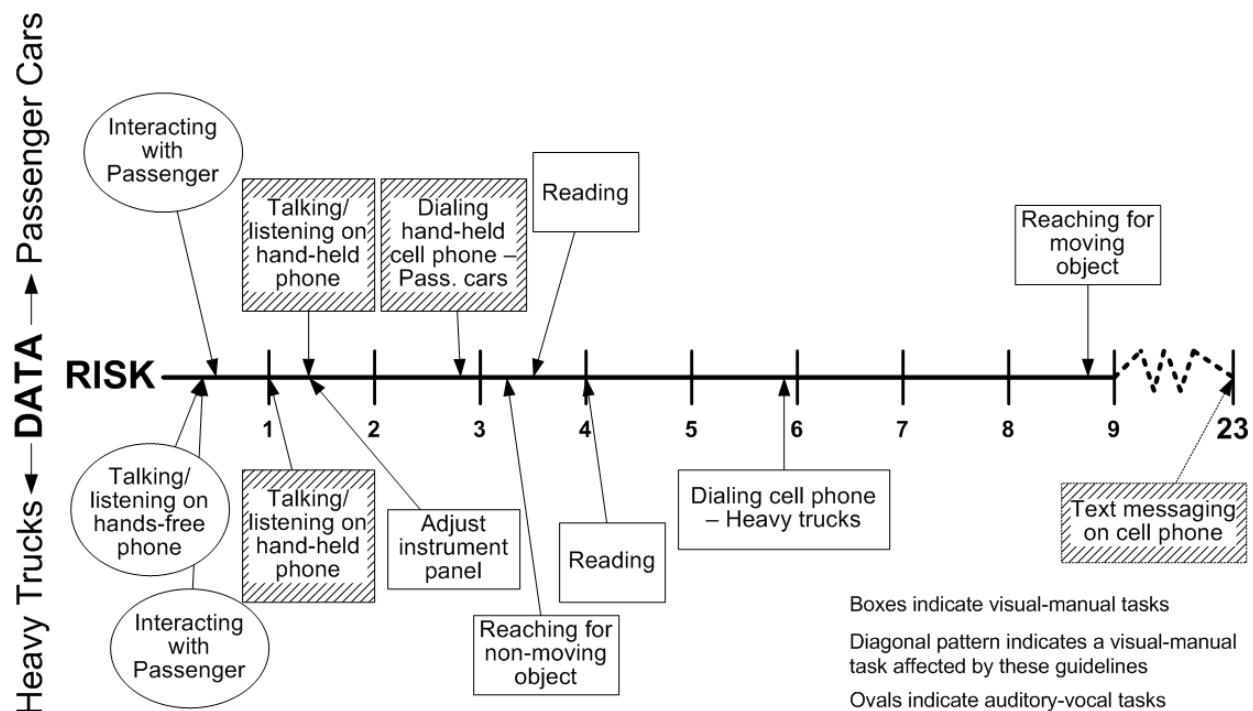 Heavy Trucks DATA Passenger Cars
Interacting
with
Passenger
Talking/
listening on
hand-held
phone
Dialing
hand-held
cell phone –
Pass. cars
Reading
Reaching for
moving
object
RISK
1
2
3
4
5
6
7
8
9
23
Talking/
listening on
hands-free
phone
Interacting
with
Passenger
Talking/
listening on
hand-held
phone
Adjust
instrument
panel
Reaching for
non-moving
object
Reading
Dialing cell phone
– Heavy trucks
Text messaging
on cell phone
Boxes indicate visual-manual tasks
Diagonal pattern indicates a visual-manual
task affected by these guidelines
Ovals indicate auditory-vocal tasks